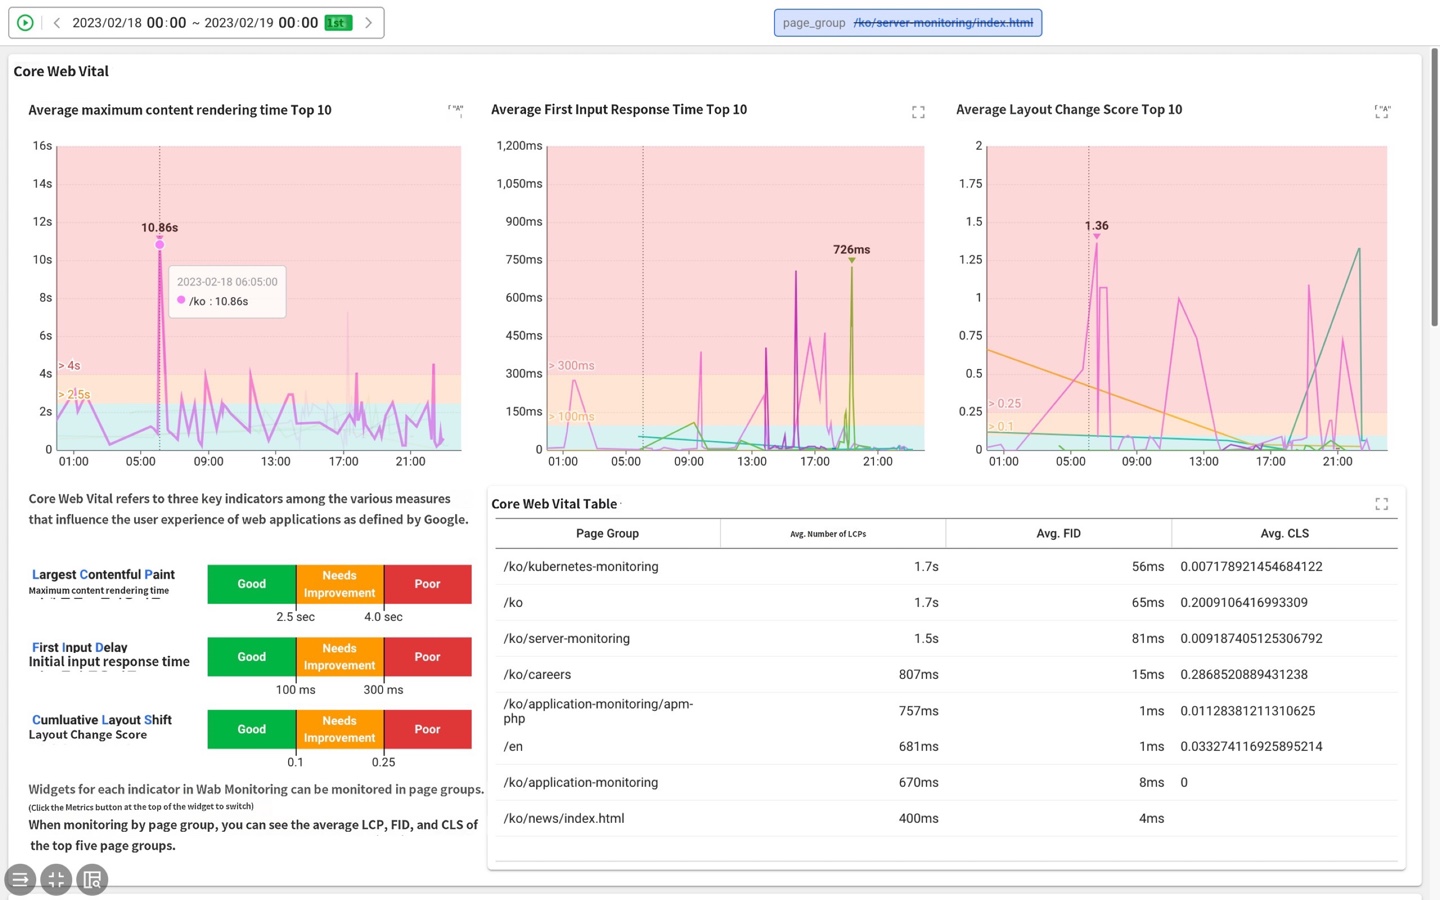 2023/02/18 00:00 ~ 2023/02/19 00:00 1st
page_group /ko/server-monitoring/index.html
Core Web Vital
Average maximum content rendering time Top 10
16s
14s
12s
10s
8s
6s
4s
2s
0
> 4s
> 2.5s
10.86s
2023-02-18 06:05:00
/ko : 10.86s
01:00 05:00 09:00 13:00 17:00 21:00
Average First Input Response Time Top 10
1,200ms
1,050ms
900ms
750ms
600ms
450ms
300ms
150ms
0
> 300ms
> 100ms
726ms
01:00 05:00 09:00 13:00 17:00 21:00
Average Layout Change Score Top 10
2
1.75
1.5
1.25
1
0.75
0.5
0.25
0
> 0.25
> 0.1
1.36
01:00 05:00 09:00 13:00 17:00 21:00
Core Web Vital refers to three key indicators among the various measures
that influence the user experience of web applications as defined by Google.
Largest Contentful Paint
Maximum content rendering time
Good Needs Improvement Poor
2.5 sec 4.0 sec
First Input Delay
Initial input response time
Good Needs Improvement Poor
100 ms 300 ms
Cumluative Layout Shift
Layout Change Score
Good Needs Improvement Poor
0.1 0.25
Widgets for each indicator in Wab Monitoring can be monitored in page groups.
(Click the Metrics button at the top of the widget to switch)
When monitoring by page group, you can see the average LCP, FID, and CLS of
the top five page groups.
Core Web Vital Table
Page Group Avg. Number of LCPs Avg. FID Avg. CLS
/ko/kubernetes-monitoring 1.7s 56ms 0.007178921454684122
/ko 1.7s 65ms 0.2009106416993309
/ko/server-monitoring 1.5s 81ms 0.009187405125306792
/ko/careers 807ms 15ms 0.2868520889431238
/ko/application-monitoring/apm-
php 757ms 1ms 0.01128381211310625
/en 681ms 1ms 0.033274116925895214
/ko/application-monitoring 670ms 8ms 0
/ko/news/index.html 400ms 4ms